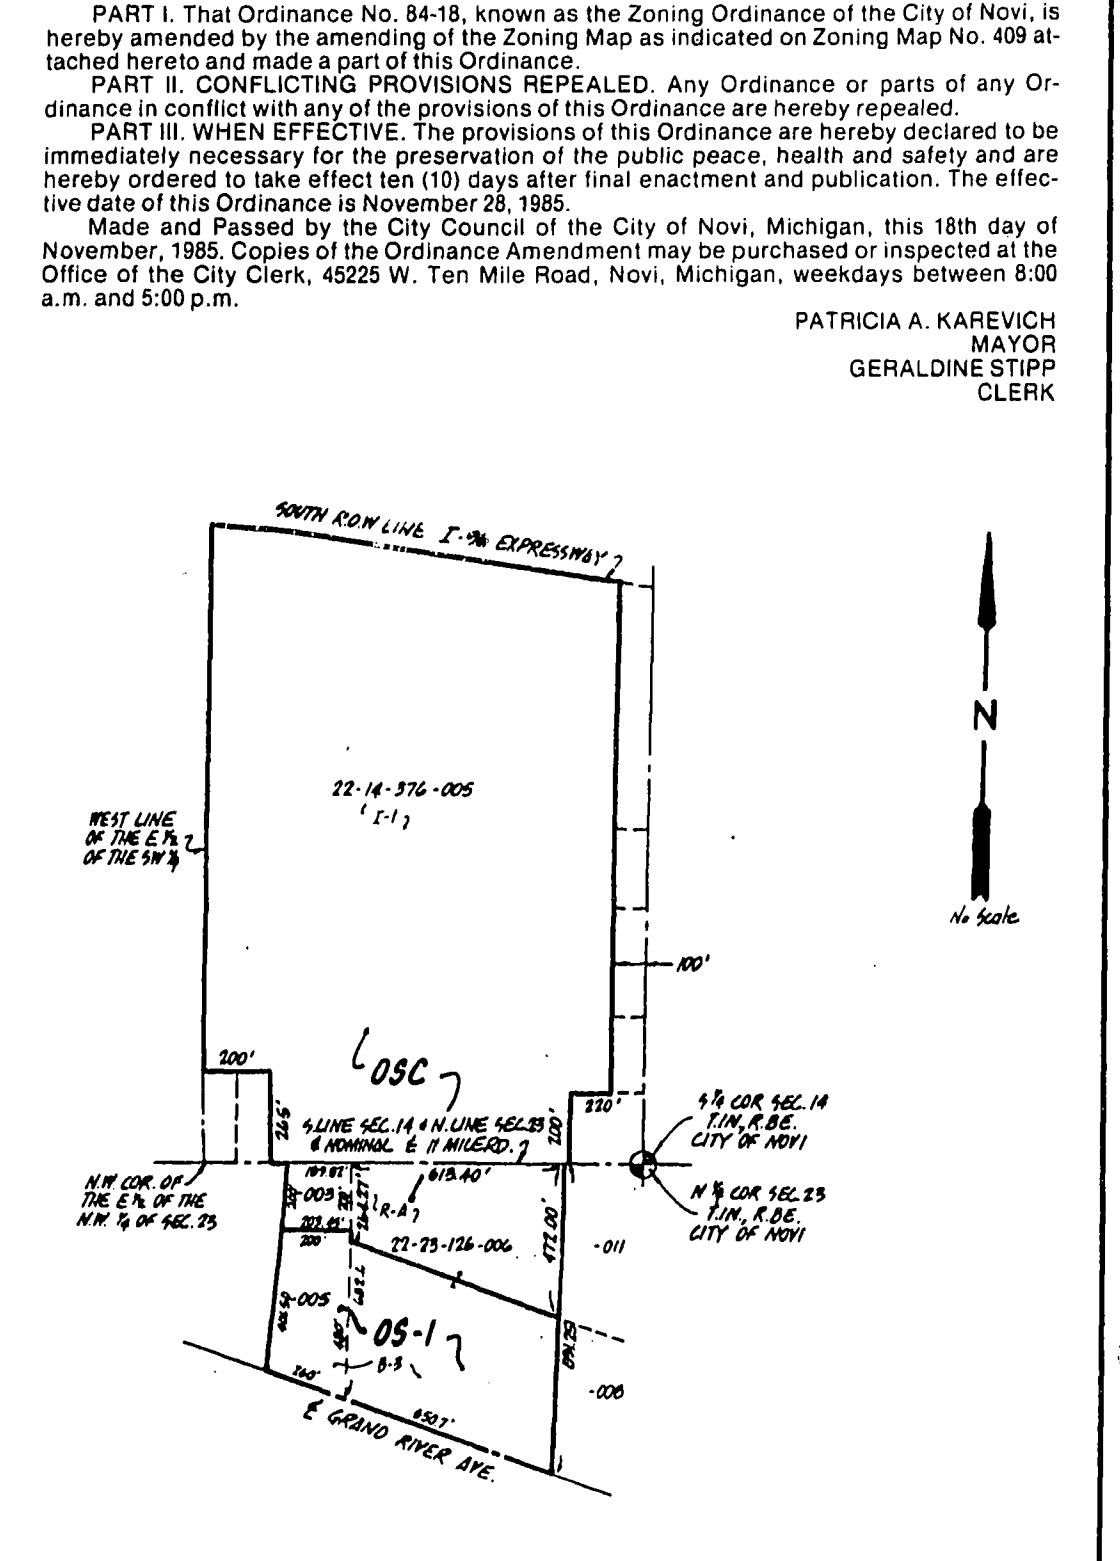 PART I. That Ordinance No. 84-18, known as the Zoning Ordinance of the City of Novi, is
hereby amended by the amending of the Zoning Map as indicated on Zoning Map No. 409 at-
tached hereto and made a part of this Ordinance.
PART II. CONFLICTING PROVISIONS REPEALED. Any Ordinance or parts of any Or-
dinance in conflict with any of the provisions of this Ordinance are hereby repealed.
PART III. WHEN EFFECTIVE. The provisions of this Ordinance are hereby declared to be
immediately necessary for the preservation of the public peace, health and safety and are
hereby ordered to take effect ten (10) days after final enactment and publication. The effec-
tive date of this Ordinance is November 28, 1985.
Made and Passed by the City Council of the City of Novi, Michigan, this 18th day of
November, 1985. Copies of the Ordinance Amendment may be purchased or inspected at the
Office of the City Clerk, 45225 W. Ten Mile Road, Novi, Michigan, weekdays between 8:00
a.m. and 5:00 p.m.
PATRICIA A. KAREVICH
MAYOR
GERALDINE STIPP
CLERK
SOUTH R.O.W LINE I-96 EXPRESSWAY
N
No Scale
22-14-376-005
I-1
WEST LINE
OF THE E 1/2
OF THE SW 1/4
100'
200'
OSC
265'
220'
200'
S.LINE SEC.14 & N.LINE SEC.23
& NOMINAL ℄ 11 MILE RD.
S 1/4 COR SEC.14
T.1N., R.8E.
CITY OF NOVI
N.W. COR. OF
THE E 1/2 OF THE
N.W. 1/4 OF SEC.23
N 1/4 COR SEC.23
T.1N., R.8E.
CITY OF NOVI
613.40'
-003
R-A
472.00'
200'
22-23-126-006
-011
-005
OS-1
B-3
-008
260'
650.7'
℄ GRAND RIVER AVE.